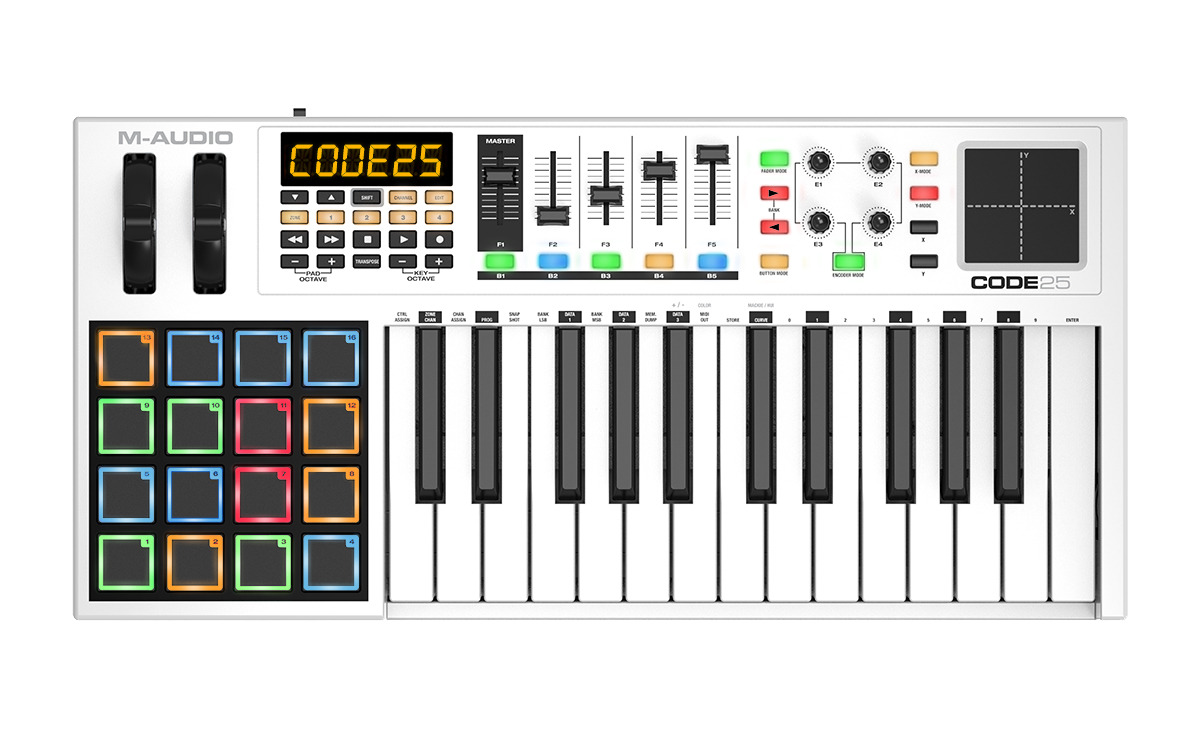 M-AUDIO
CODE25
SHIFT
CHANNEL
EDIT
ZONE
1
2
3
4
− + TRANSPOSE − +
PAD OCTAVE
KEY OCTAVE
MASTER
F1
F2
F3
F4
F5
B1
B2
B3
B4
B5
FADER MODE
BANK
BUTTON MODE
E1
E2
E3
E4
ENCODER MODE
X-MODE
Y-MODE
X
Y
Y
X
CODE25
+ / -
COLOR
MACKIE / HUI
CTRL ASSIGN
ZONE CHAN
CHAN ASSIGN
PROG
SNAP SHOT
BANK LSB
DATA 1
BANK MSB
DATA 2
MEM. DUMP
DATA 3
MIDI OUT
STORE
CURVE
0
1
2
3
4
5
6
7
8
9
ENTER
13
14
15
16
9
10
11
12
5
6
7
8
1
2
3
4